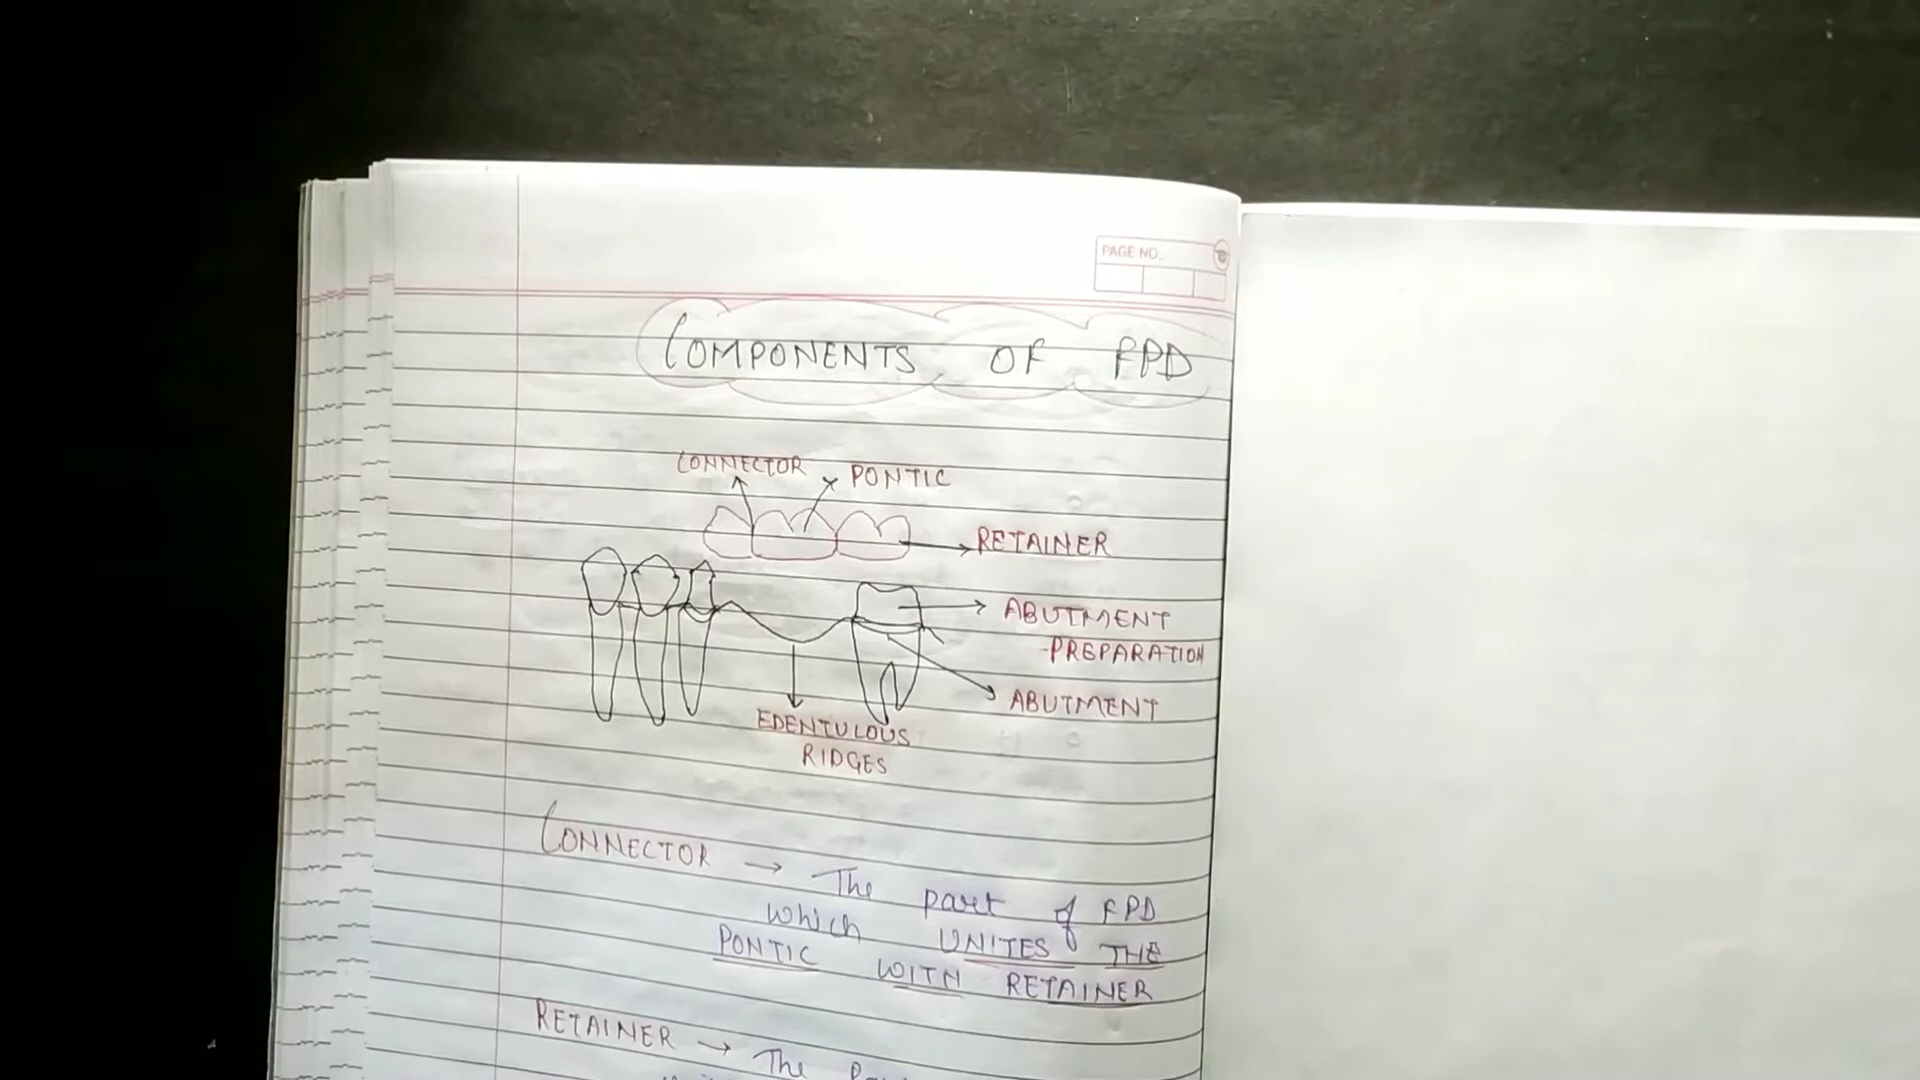 PAGE NO.
COMPONENTS OF FPD
CONNECTOR
PONTIC
RETAINER
ABUTMENT
PREPARATION
ABUTMENT
EDENTULOUS
RIDGES
CONNECTOR → The part of FPD
which UNITES THE
PONTIC WITH RETAINER
RETAINER → The